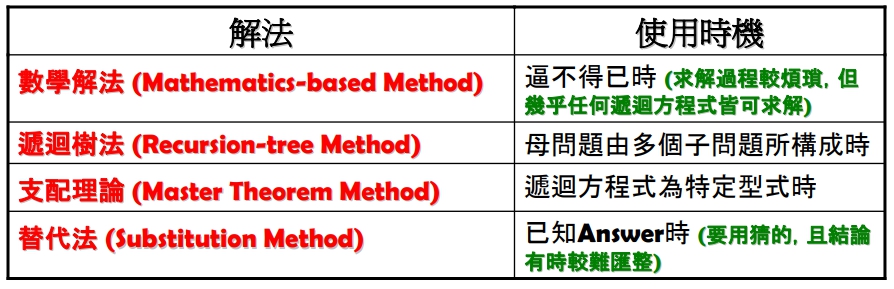 解法 使用時機
數學解法 (Mathematics-based Method) 逼不得已時 (求解過程較煩瑣, 但
幾乎任何遞迴方程式皆可求解)
遞迴樹法 (Recursion-tree Method) 母問題由多個子問題所構成時
支配理論 (Master Theorem Method) 遞迴方程式為特定型式時
替代法 (Substitution Method) 已知Answer時 (要用猜的, 且結論
有時較難匯整)